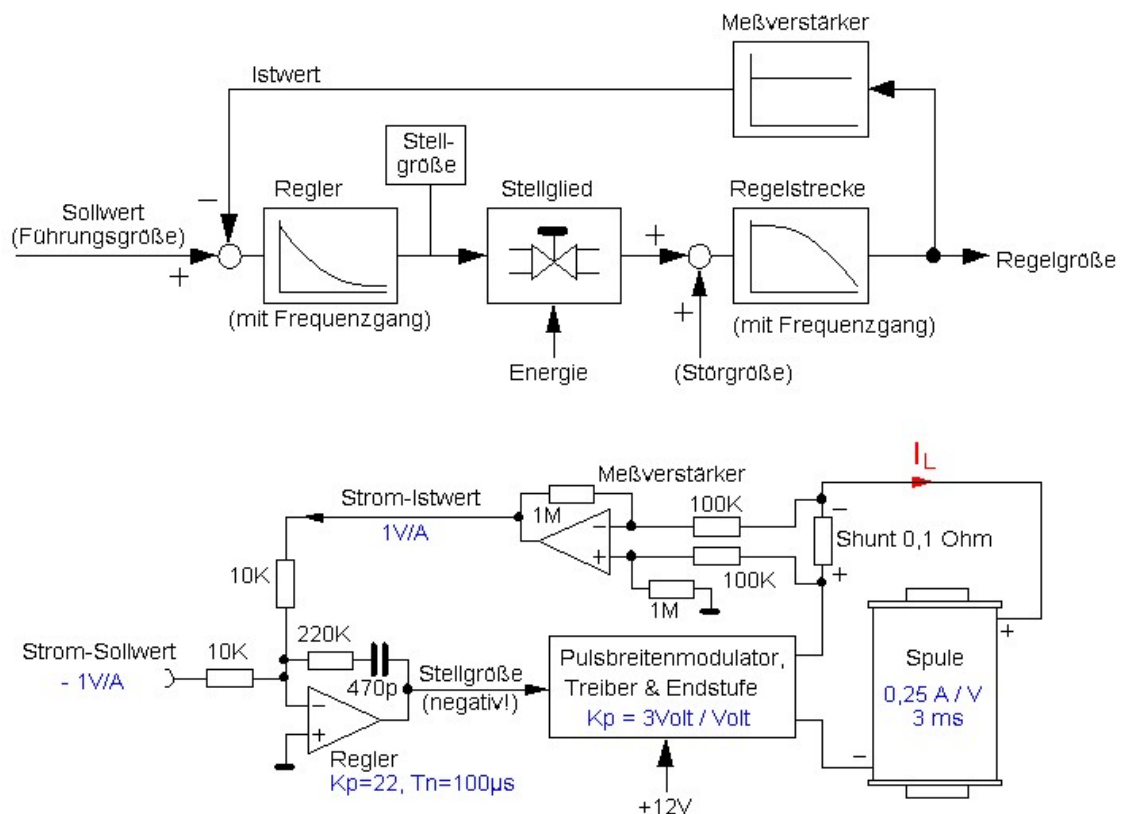 Meßverstärker
Istwert
Stell-
größe
Regler
Stellglied
Regelstrecke
Sollwert
(Führungsgröße)
−
+
+
+
Regelgröße
(mit Frequenzgang)
(mit Frequenzgang)
Energie
(Störgröße)
I_L
Meßverstärker
Strom-Istwert
1V/A
1M
100K
−
−
+
Shunt 0,1 Ohm
+
100K
1M
10K
Strom-Sollwert
- 1V/A
10K
220K
470p
Stellgröße
(negativ!)
−
+
Regler
Kp=22, Tn=100µs
Pulsbreitenmodulator,
Treiber & Endstufe
Kp = 3Volt / Volt
+12V
+
Spule
0,25 A / V
3 ms
−